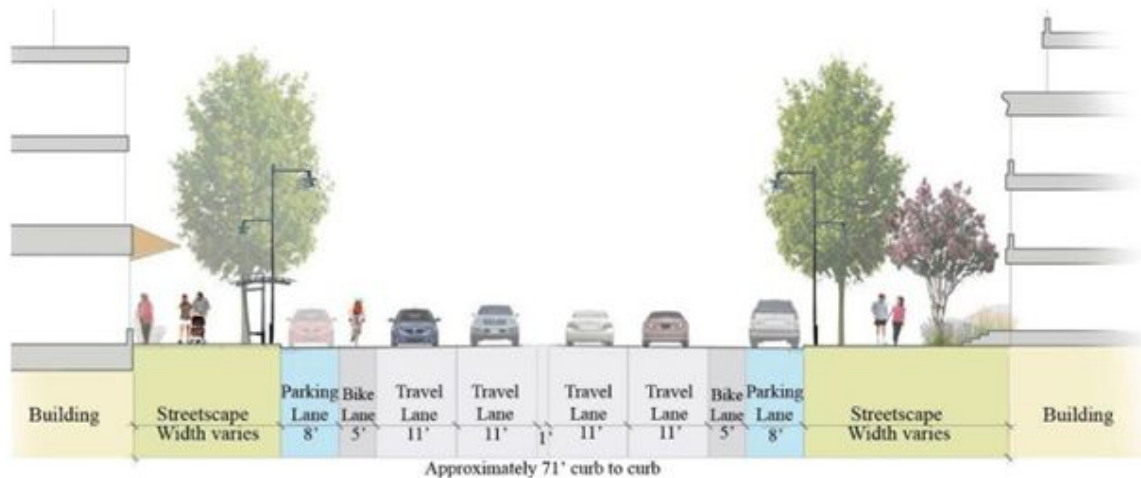 Building
Streetscape
Width varies
Parking
Lane
8'
Bike
Lane
5'
Travel
Lane
11'
Travel
Lane
11'
1'
Travel
Lane
11'
Travel
Lane
11'
Bike
Lane
5'
Parking
Lane
8'
Streetscape
Width varies
Building
Approximately 71' curb to curb